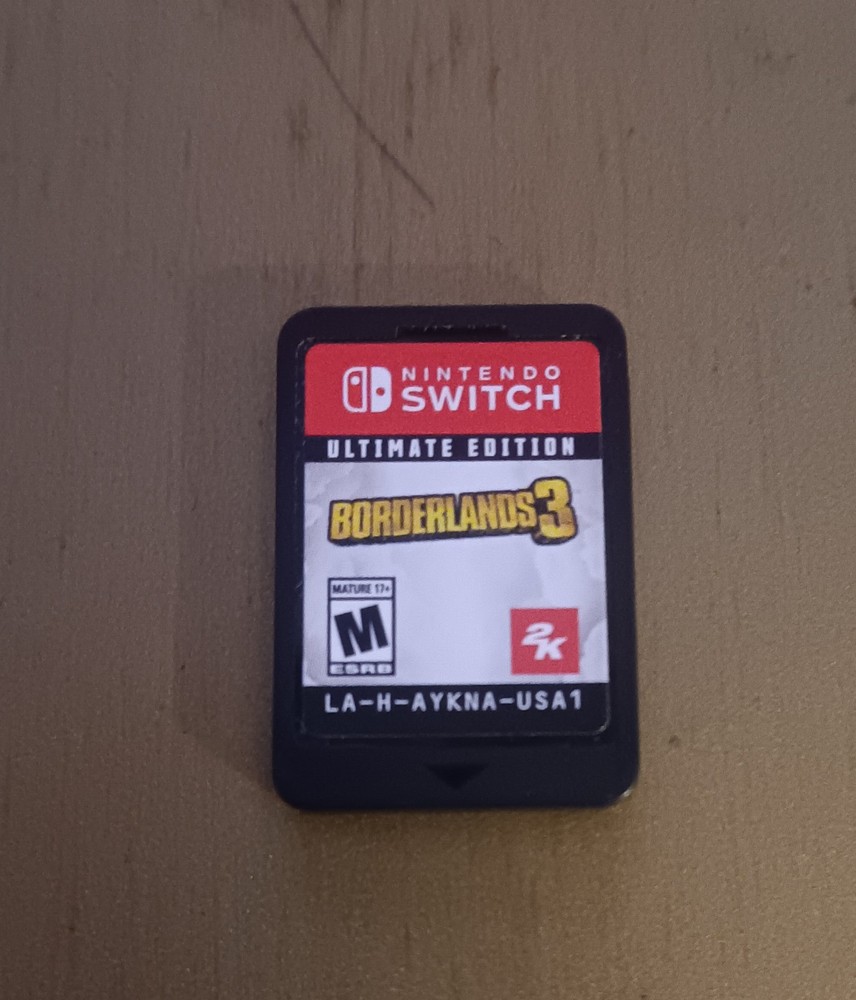 NINTENDO
SWITCH
ULTIMATE EDITION
BORDERLANDS 3
MATURE 17+
M
ESRB
2K
LA-H-AYKNA-USA1